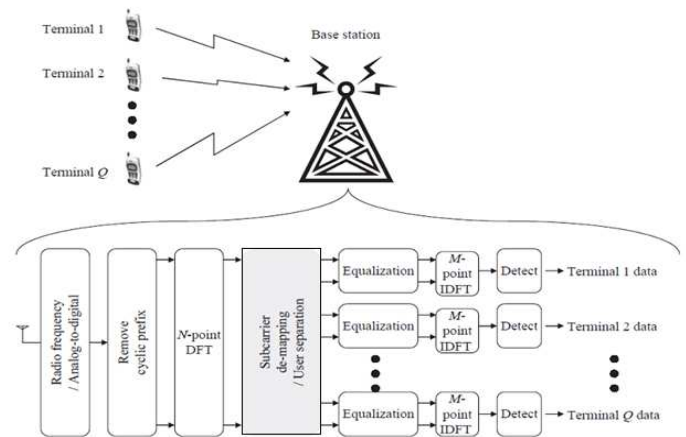 Terminal 1
Base station
Terminal 2
Terminal Q
Radio frequency
/ Analog-to-digital
Remove
cyclic prefix
N-point
DFT
Subcarrier
de-mapping
/ User separation
Equalization
M-
point
IDFT
Detect
Terminal 1 data
Equalization
M-
point
IDFT
Detect
Terminal 2 data
Equalization
M-
point
IDFT
Detect
Terminal Q data